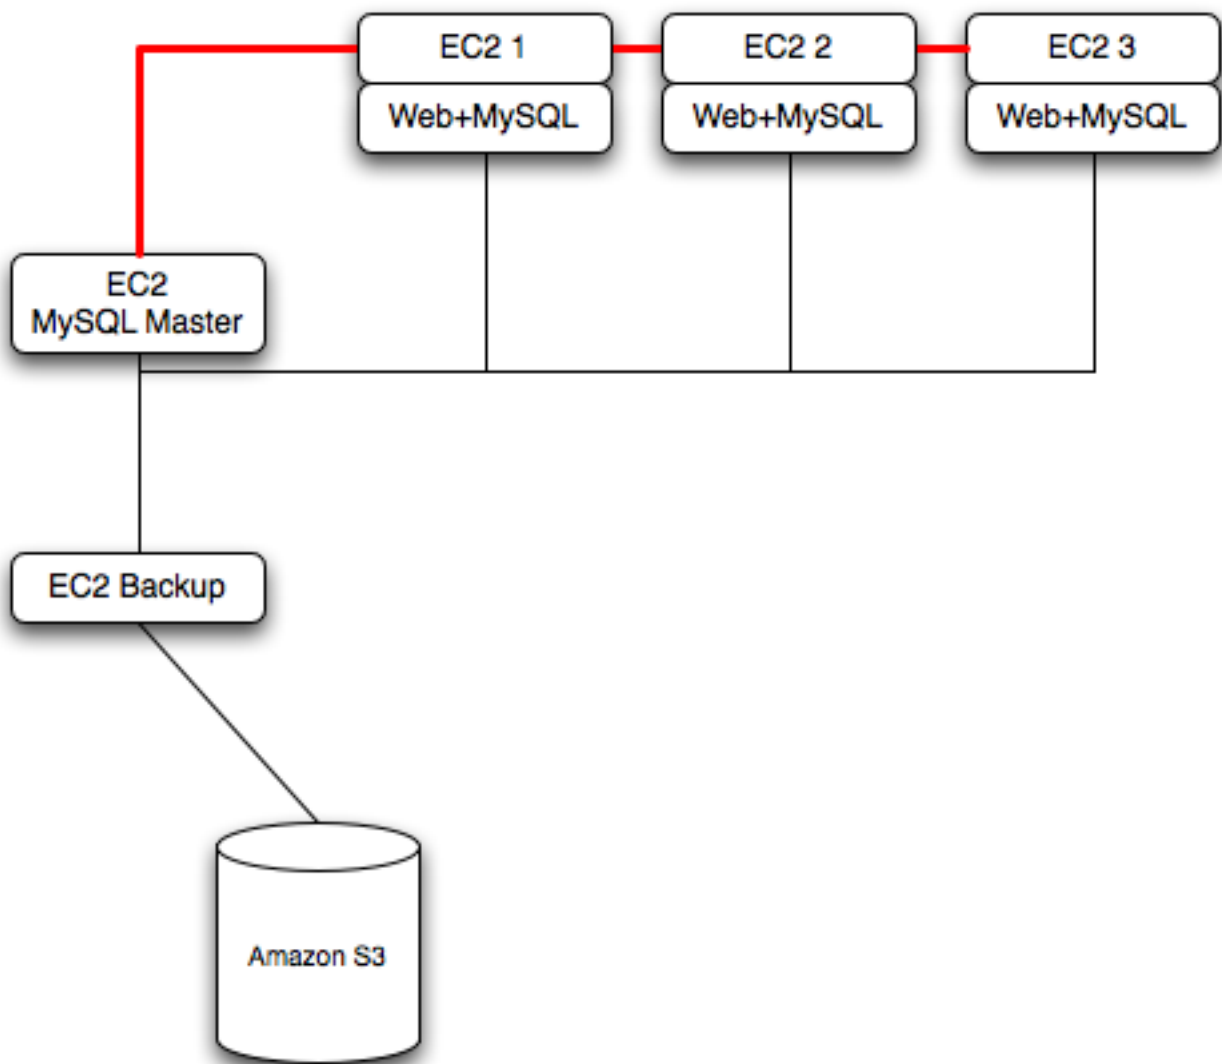 EC2 1
EC2 2
EC2 3
Web+MySQL
Web+MySQL
Web+MySQL
EC2
MySQL Master
EC2 Backup
Amazon S3